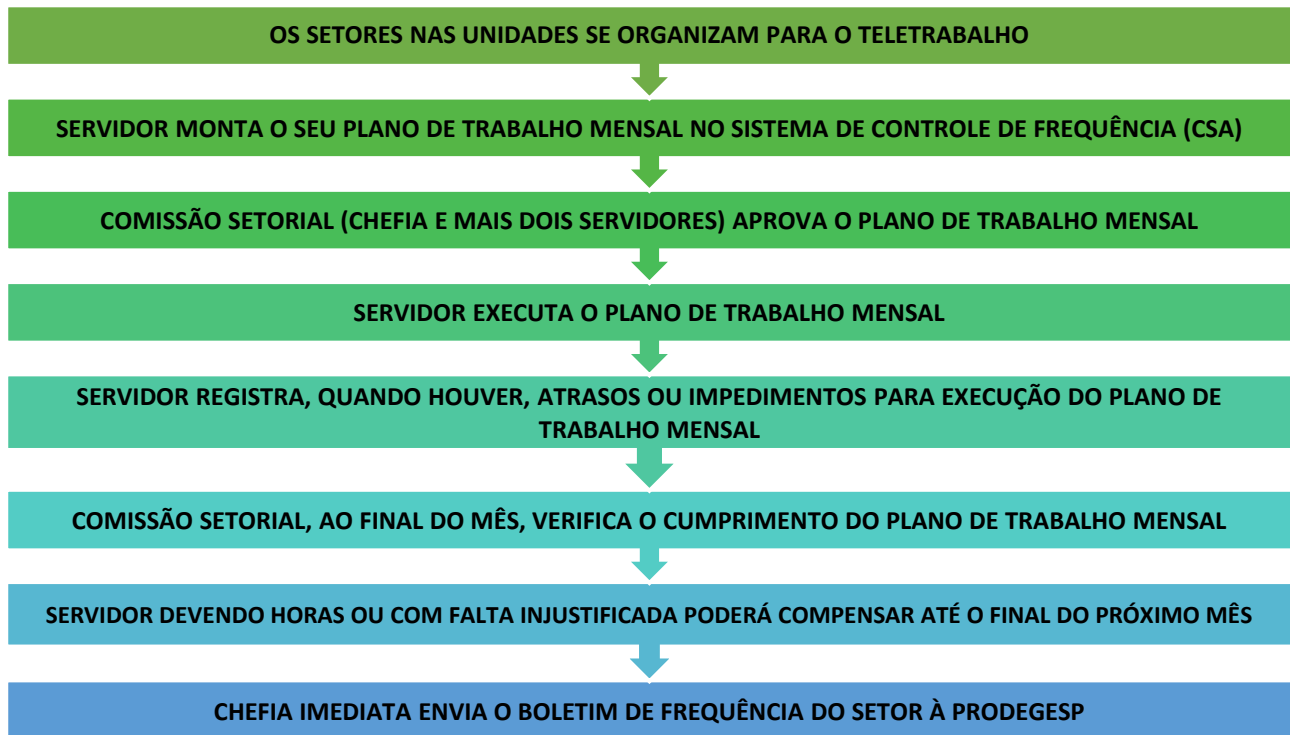 OS SETORES NAS UNIDADES SE ORGANIZAM PARA O TELETRABALHO
SERVIDOR MONTA O SEU PLANO DE TRABALHO MENSAL NO SISTEMA DE CONTROLE DE FREQUÊNCIA (CSA)
COMISSÃO SETORIAL (CHEFIA E MAIS DOIS SERVIDORES) APROVA O PLANO DE TRABALHO MENSAL
SERVIDOR EXECUTA O PLANO DE TRABALHO MENSAL
SERVIDOR REGISTRA, QUANDO HOUVER, ATRASOS OU IMPEDIMENTOS PARA EXECUÇÃO DO PLANO DE
TRABALHO MENSAL
COMISSÃO SETORIAL, AO FINAL DO MÊS, VERIFICA O CUMPRIMENTO DO PLANO DE TRABALHO MENSAL
SERVIDOR DEVENDO HORAS OU COM FALTA INJUSTIFICADA PODERÁ COMPENSAR ATÉ O FINAL DO PRÓXIMO MÊS
CHEFIA IMEDIATA ENVIA O BOLETIM DE FREQUÊNCIA DO SETOR À PRODEGESP